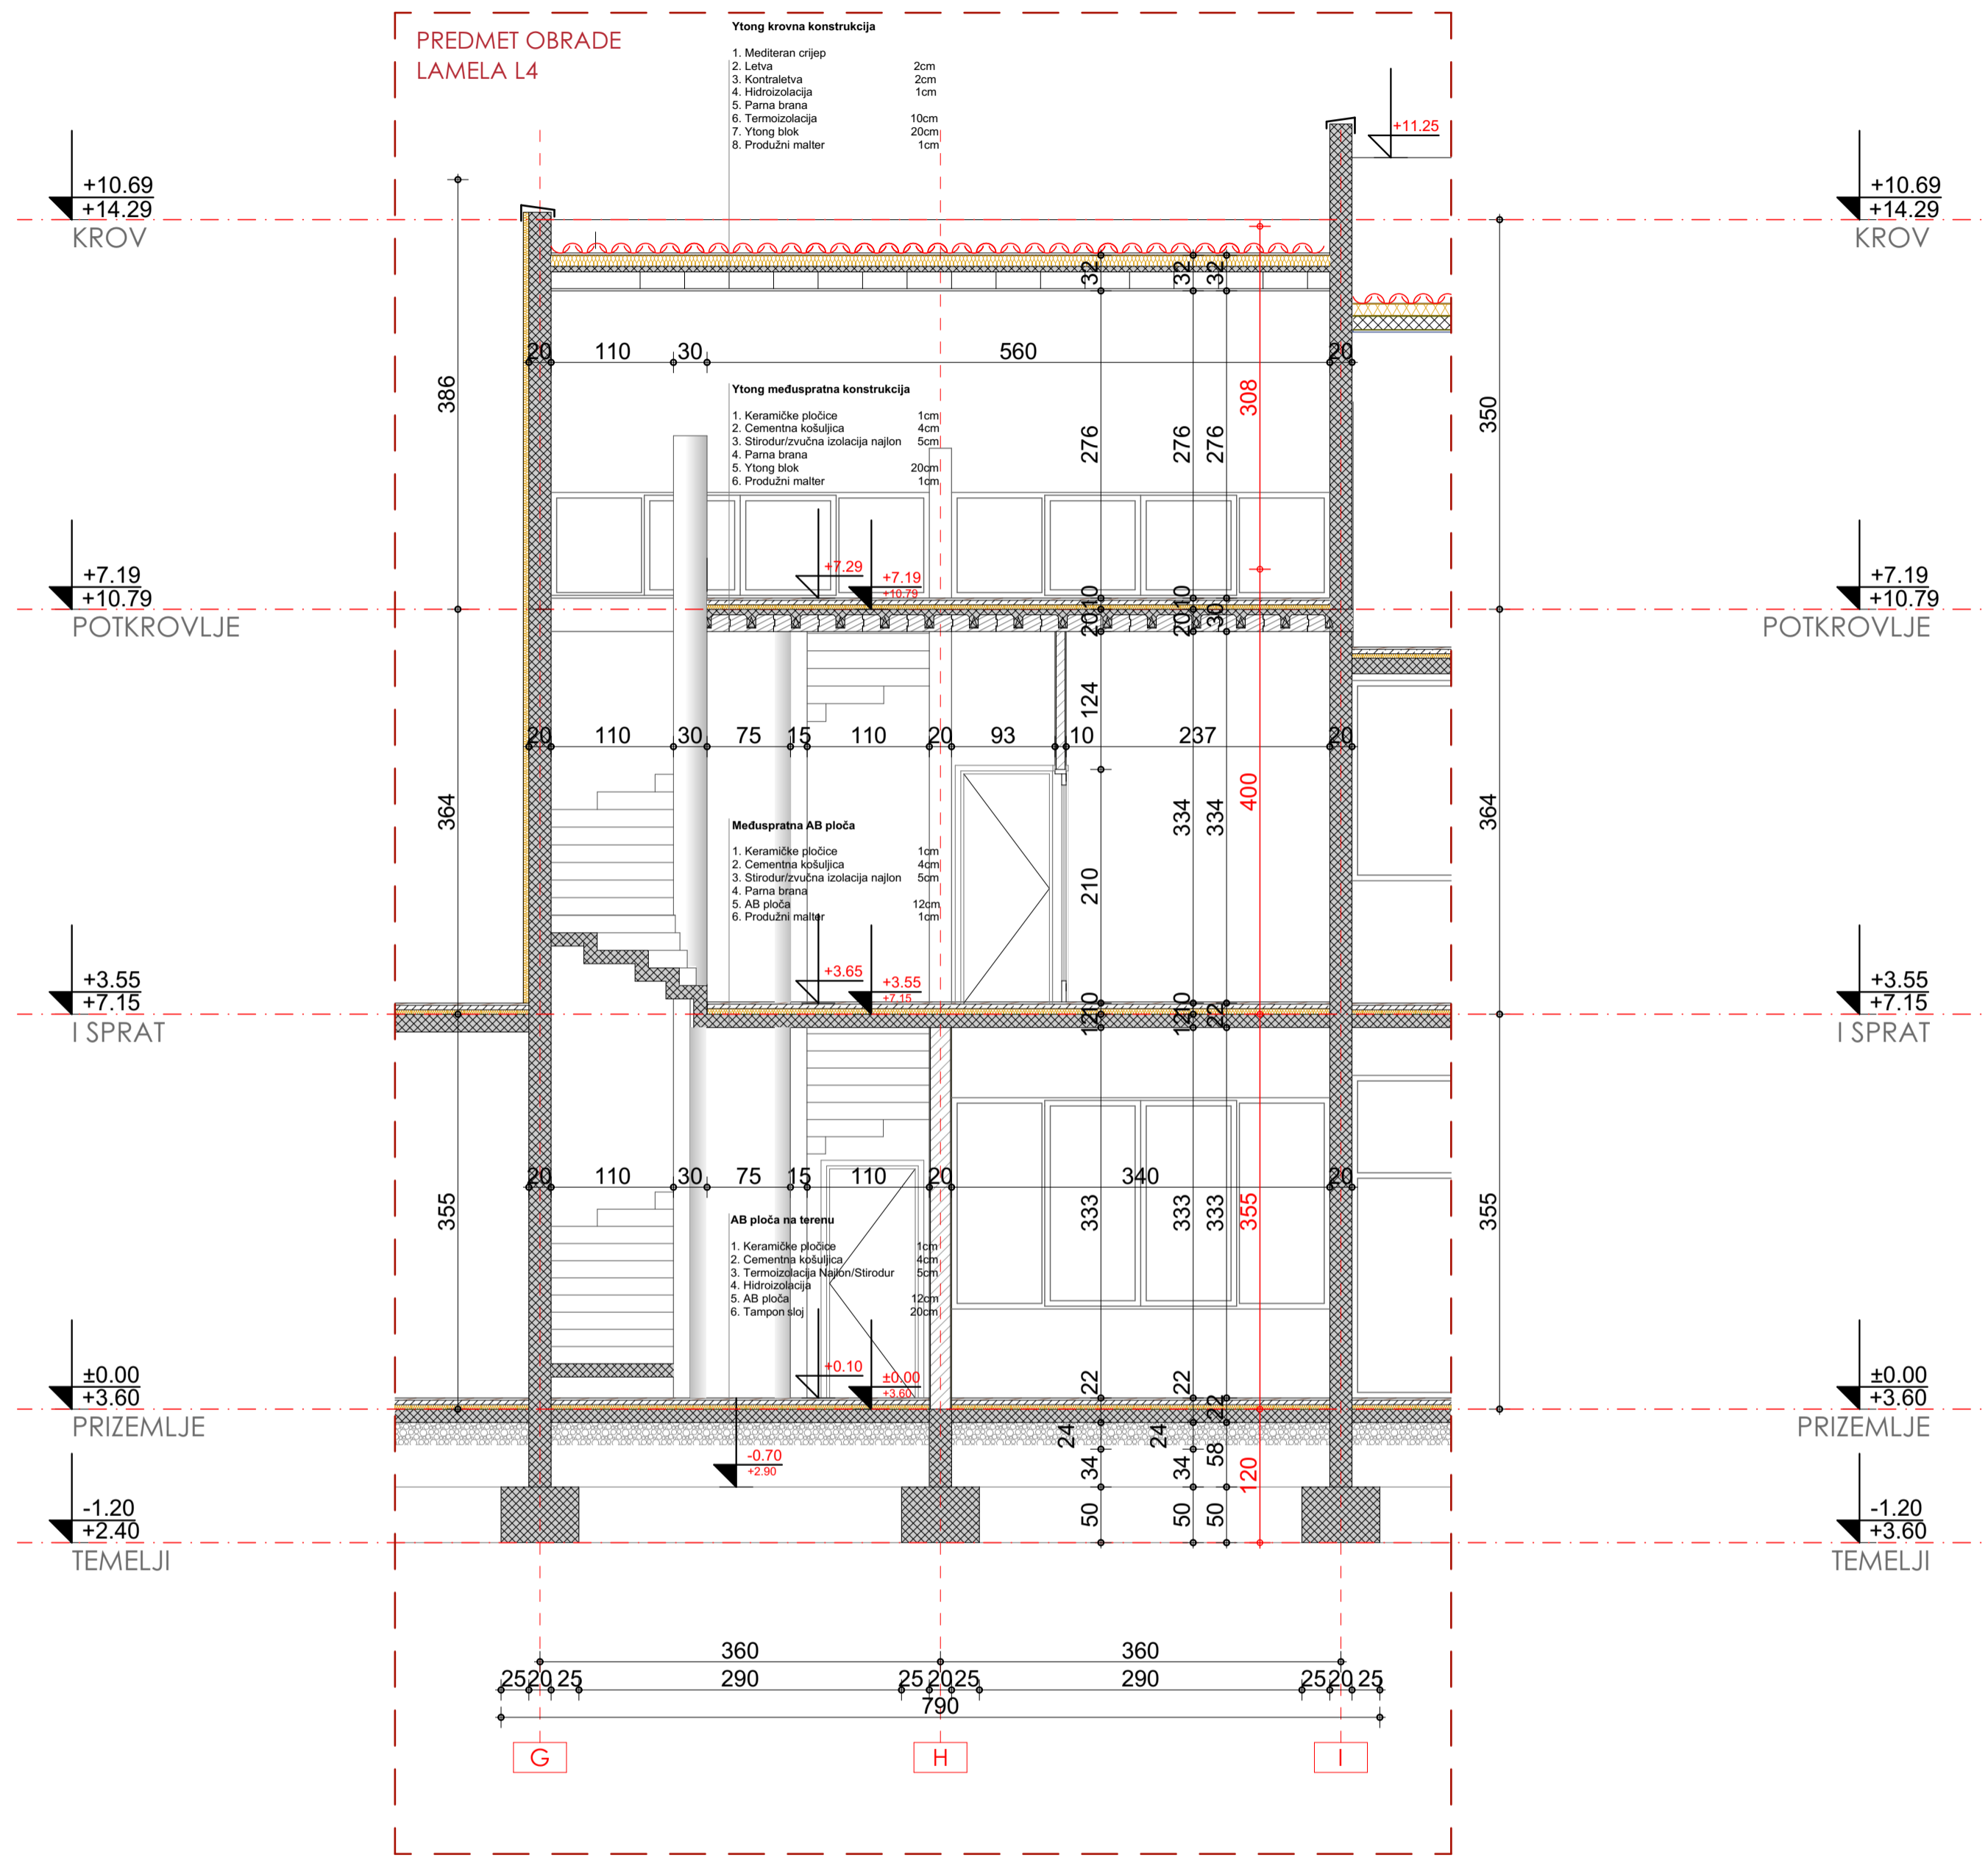 PREDMET OBRADE
LAMELA L4
Ytong krovna konstrukcija
1. Mediteran crijep
2. Letva 2cm
3. Kontraletva 2cm
4. Hidroizolacija 1cm
5. Parna brana
6. Termoizolacija 10cm
7. Ytong blok 20cm
8. Produžni malter 1cm
+11.25
+10.69
+14.29
KROV
+10.69
+14.29
KROV
32 32 32
20 110 30 560 20
386
276 276 276
308
350
Ytong međuspratna konstrukcija
1. Keramičke pločice 1cm
2. Cementna košuljica 4cm
3. Stirodur/zvučna izolacija najlon 5cm
4. Parna brana
5. Ytong blok 20cm
6. Produžni malter 1cm
+7.19
+10.79
POTKROVLJE
+7.29
+7.19
+10.79
2010 2010 30
+7.19
+10.79
POTKROVLJE
124
20 110 30 75 15 110 20 93 10 237 20
364
210
334 334
400
364
Međuspratna AB ploča
1. Keramičke pločice 1cm
2. Cementna košuljica 4cm
3. Stirodur/zvučna izolacija najlon 5cm
4. Parna brana
5. AB ploča 12cm
6. Produžni malter 1cm
+3.55
+7.15
I SPRAT
+3.65
+3.55
+7.15
1210 1210 22
+3.55
+7.15
I SPRAT
20 110 30 75 15 110 20 340 20
355
333 333 333
355
355
AB ploča na terenu
1. Keramičke pločice 1cm
2. Cementna košuljica 4cm
3. Termoizolacija Najlon/Stirodur 5cm
4. Hidroizolacija
5. AB ploča 12cm
6. Tampon sloj 20cm
±0.00
+3.60
PRIZEMLJE
+0.10
±0.00
+3.60
22 22 22
±0.00
+3.60
PRIZEMLJE
24 24
-0.70
+2.90
34 34 58
120
-1.20
+2.40
TEMELJI
50 50 50
-1.20
+3.60
TEMELJI
360 360
25 20 25 290 25 20 25 290 25 20 25
790
G H I